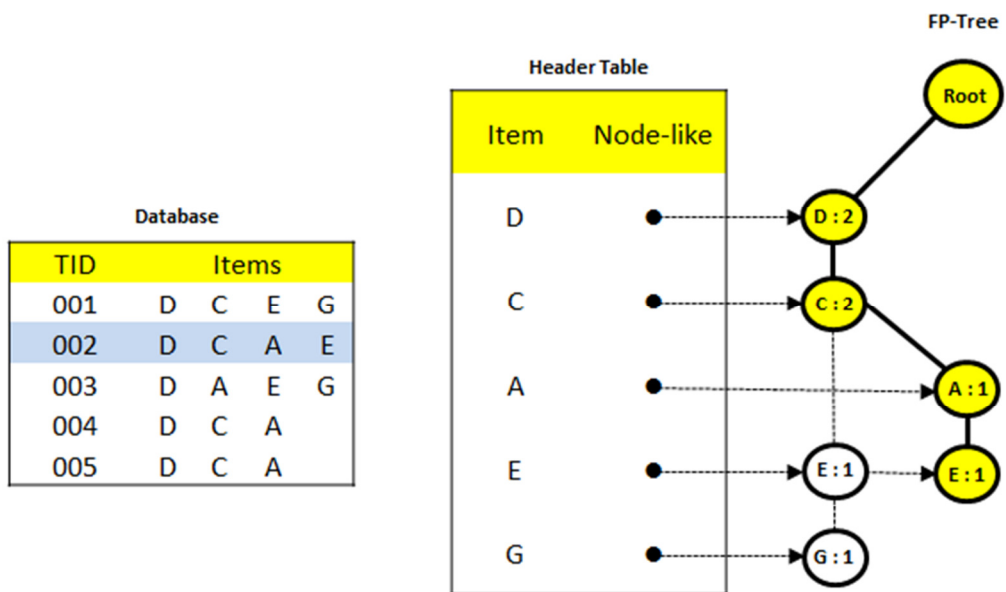 FP-Tree
Header Table
Root
Item Node-like
D D : 2
Database
TID Items
001 D C E G
C C : 2
002 D C A E
003 D A E G
A A : 1
004 D C A
005 D C A
E E : 1 E : 1
G G : 1